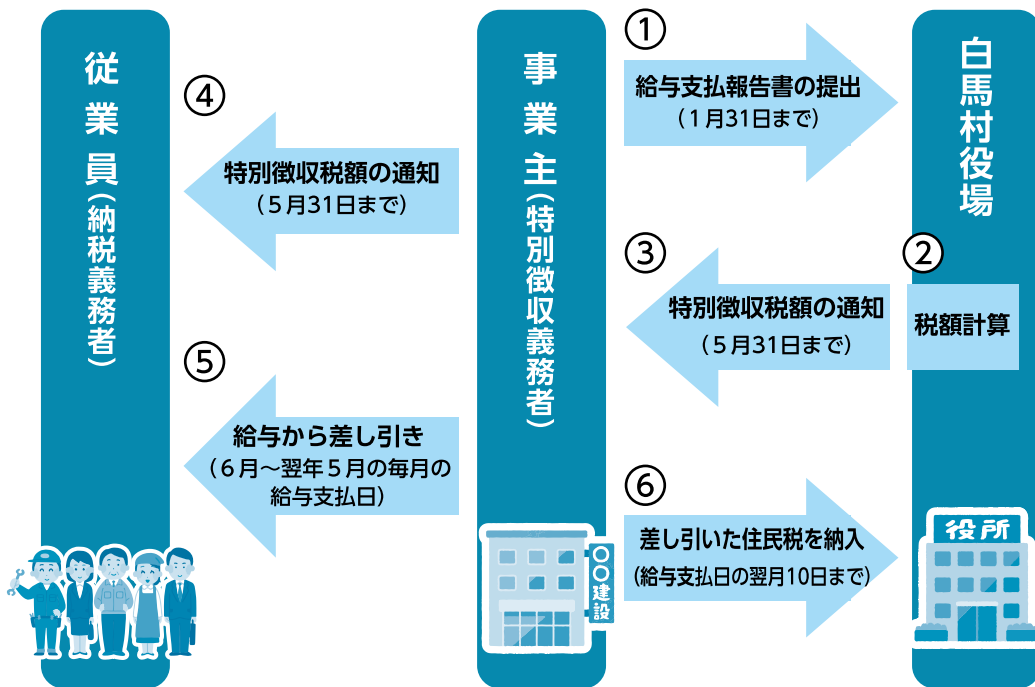 従業員(納税義務者)
事業主(特別徴収義務者)
白馬村役場
①
給与支払報告書の提出
（1月31日まで）
②
税額計算
③
特別徴収税額の通知
（5月31日まで）
④
特別徴収税額の通知
（5月31日まで）
⑤
給与から差し引き
（6月〜翌年5月の毎月の
給与支払日）
⑥
差し引いた住民税を納入
(給与支払日の翌月10日まで)
〇〇建設
役所